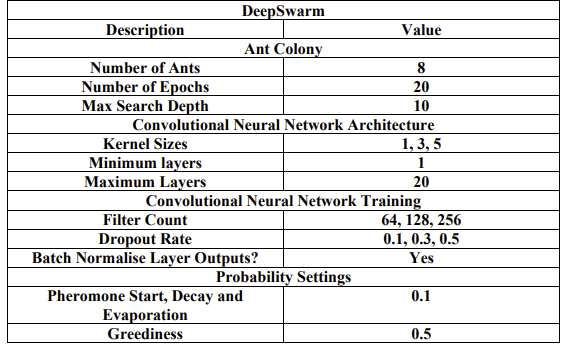 DeepSwarm
Description Value
Ant Colony
Number of Ants 8
Number of Epochs 20
Max Search Depth 10
Convolutional Neural Network Architecture
Kernel Sizes 1, 3, 5
Minimum layers 1
Maximum Layers 20
Convolutional Neural Network Training
Filter Count 64, 128, 256
Dropout Rate 0.1, 0.3, 0.5
Batch Normalise Layer Outputs? Yes
Probability Settings
Pheromone Start, Decay and 0.1
Evaporation
Greediness 0.5